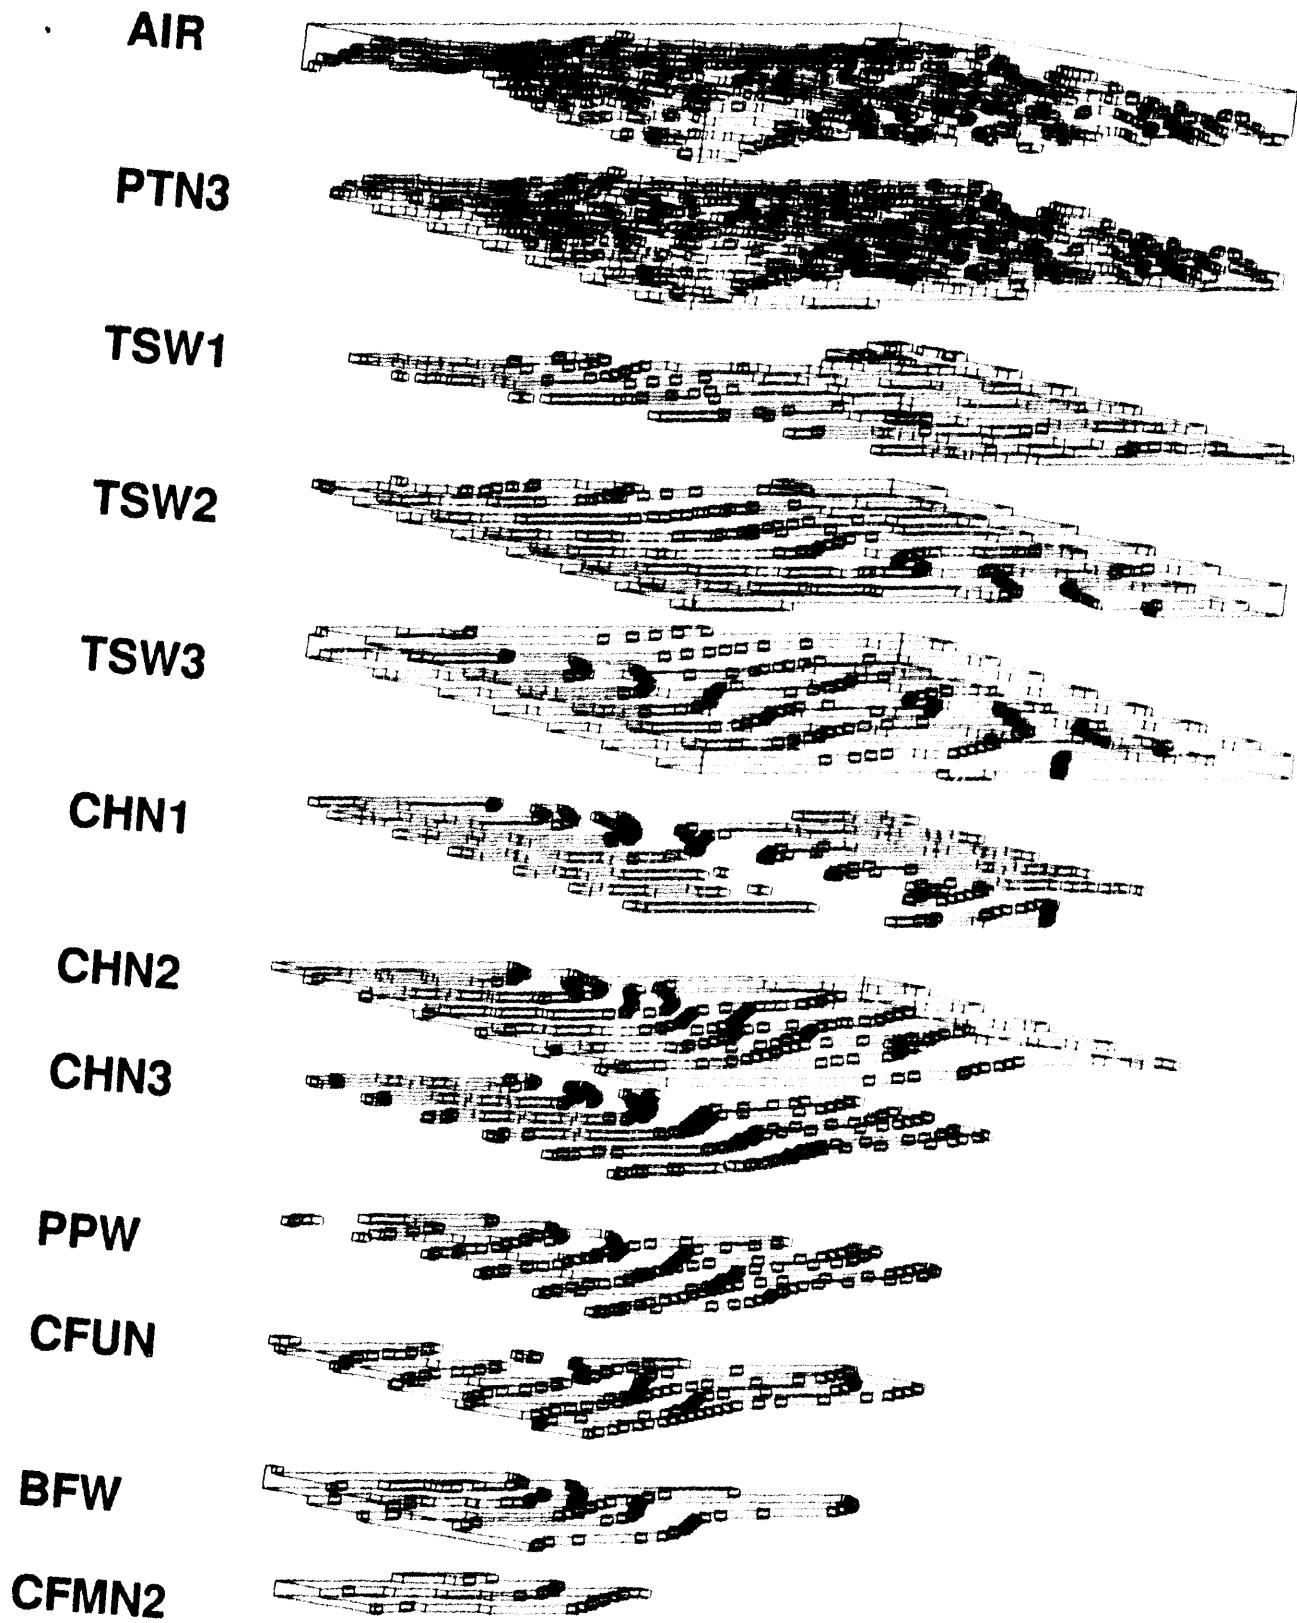 AIR
PTN3
TSW1
TSW2
TSW3
CHN1
CHN2
CHN3
PPW
CFUN
BFW
CFMN2